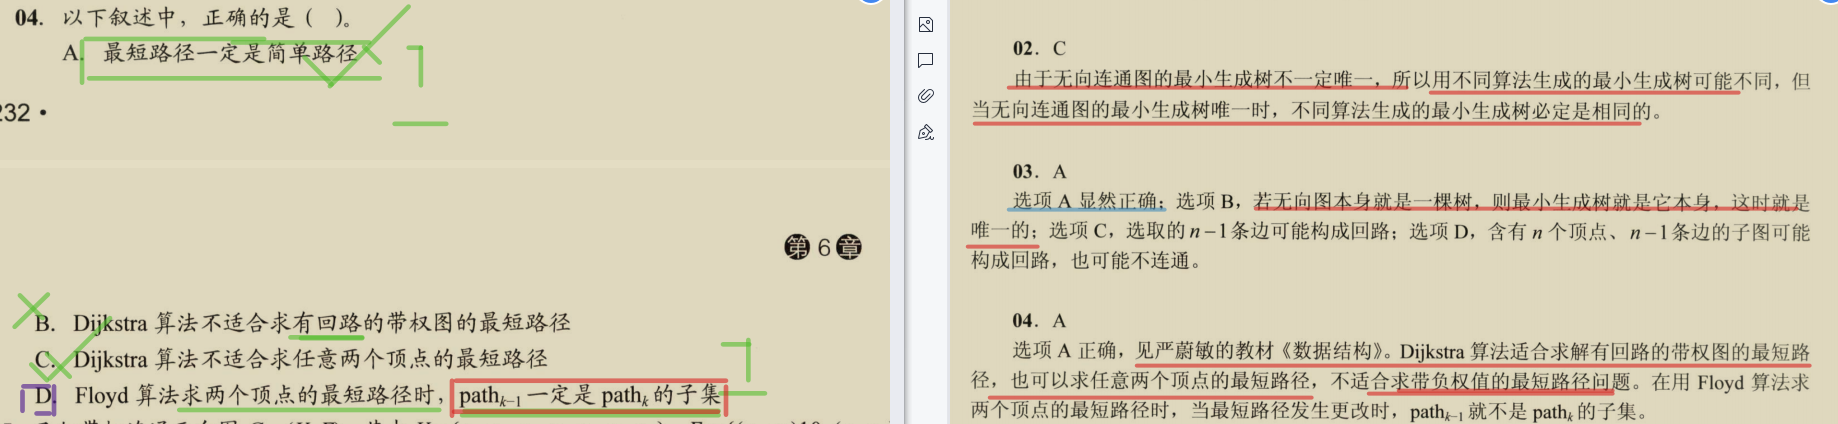 04. 以下叙述中，正确的是（ ）。
A. 最短路径一定是简单路径
232 •
第6章
B. Dijkstra 算法不适合求有回路的带权图的最短路径
C. Dijkstra 算法不适合求任意两个顶点的最短路径
D. Floyd 算法求两个顶点的最短路径时，pathk−1 一定是 pathk 的子集
02. C
由于无向连通图的最小生成树不一定唯一，所以用不同算法生成的最小生成树可能不同，但
当无向连通图的最小生成树唯一时，不同算法生成的最小生成树必定是相同的。
03. A
选项 A 显然正确；选项 B，若无向图本身就是一棵树，则最小生成树就是它本身，这时就是
唯一的；选项 C，选取的 n−1条边可能构成回路；选项 D，含有 n 个顶点、n−1条边的子图可能
构成回路，也可能不连通。
04. A
选项 A 正确，见严蔚敏的教材《数据结构》。Dijkstra 算法适合求解有回路的带权图的最短路
径，也可以求任意两个顶点的最短路径，不适合求带负权值的最短路径问题。在用 Floyd 算法求
两个顶点的最短路径时，当最短路径发生更改时，pathk−1 就不是 pathk 的子集。